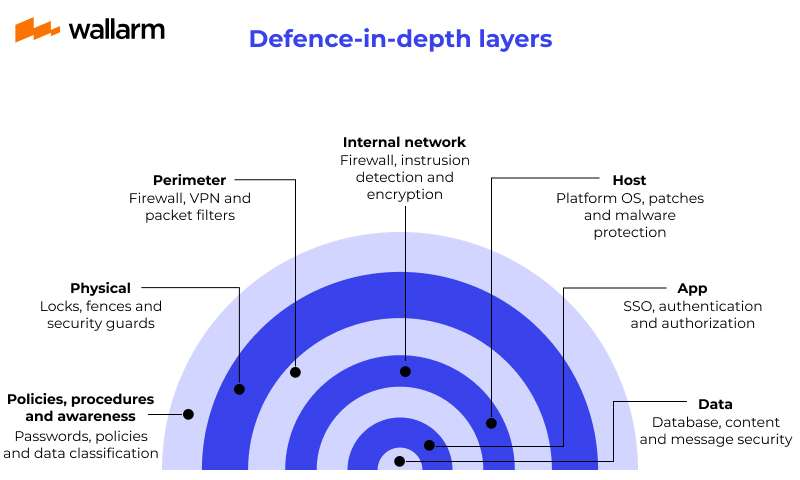 wallarm
Defence-in-depth layers
Internal network
Firewall, instrusion
detection and
encryption
Perimeter
Firewall, VPN and
packet filters
Host
Platform OS, patches
and malware
protection
Physical
Locks, fences and
security guards
App
SSO, authentication
and authorization
Policies, procedures
and awareness
Passwords, policies
and data classification
Data
Database, content
and message security